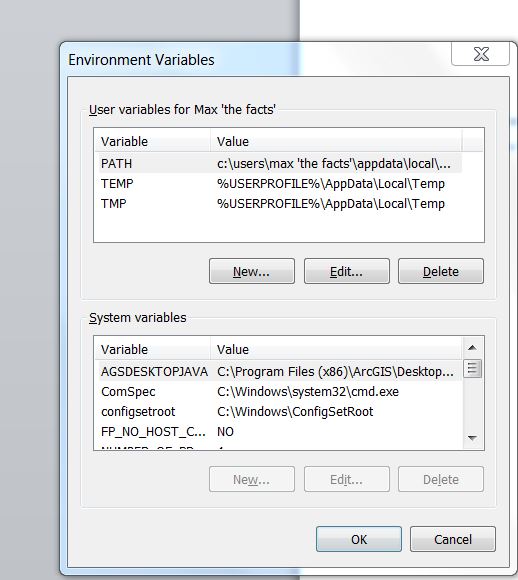 Environment Variables
User variables for Max 'the facts'
Variable Value
PATH c:\users\max 'the facts'\appdata\local\...
TEMP %USERPROFILE%\AppData\Local\Temp
TMP %USERPROFILE%\AppData\Local\Temp
New... Edit... Delete
System variables
Variable Value
AGSDESKTOPJAVA C:\Program Files (x86)\ArcGIS\Desktop...
ComSpec C:\Windows\system32\cmd.exe
configsetroot C:\Windows\ConfigSetRoot
FP_NO_HOST_C... NO
New... Edit... Delete
OK Cancel